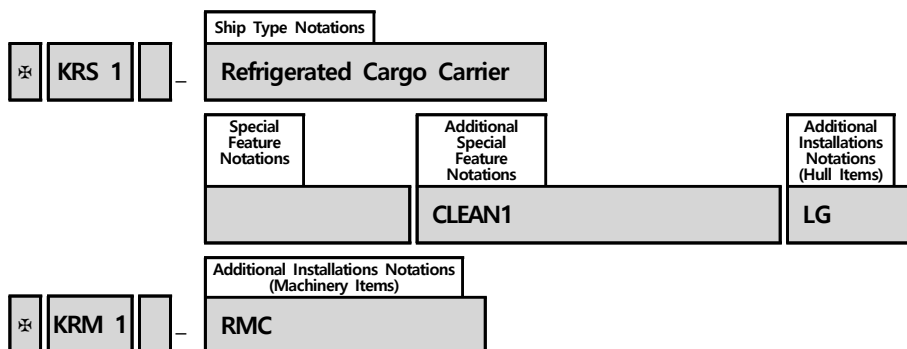 Ship Type Notations
✠ KRS 1 _ Refrigerated Cargo Carrier
Special
Feature
Notations
Additional
Special
Feature
Notations
Additional
Installations
Notations
(Hull Items)
CLEAN1 LG
Additional Installations Notations
(Machinery Items)
✠ KRM 1 _ RMC